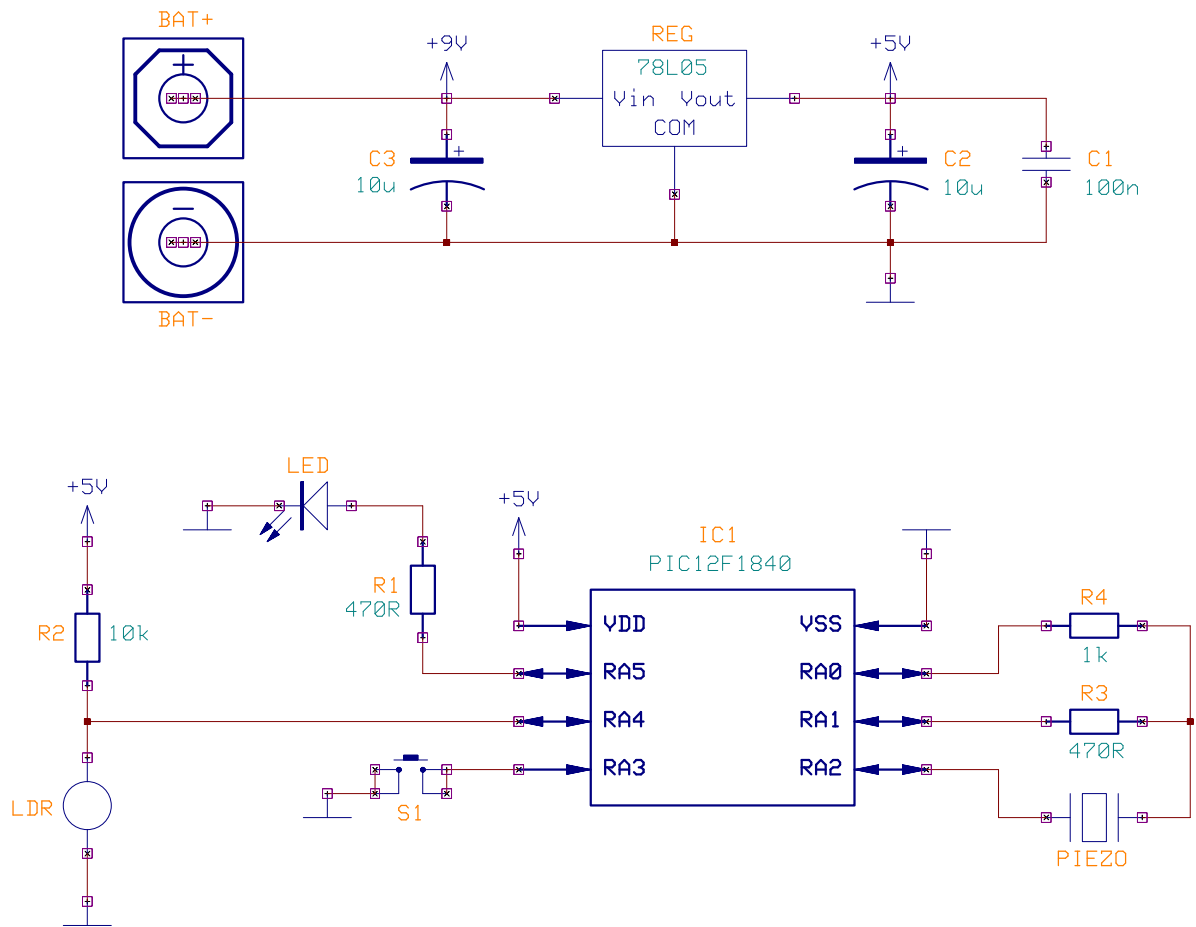 BAT+
+9V
REG
78L05
Vin Vout
COM
+5V
C3
10u
+
+
C2
10u
C1
100n
BAT-
LED
+5V
+5V
R1
470R
R2
10k
IC1
PIC12F1840
VDD
VSS
RA5
RA0
RA4
RA1
RA3
RA2
R4
1k
R3
470R
S1
LDR
PIEZO